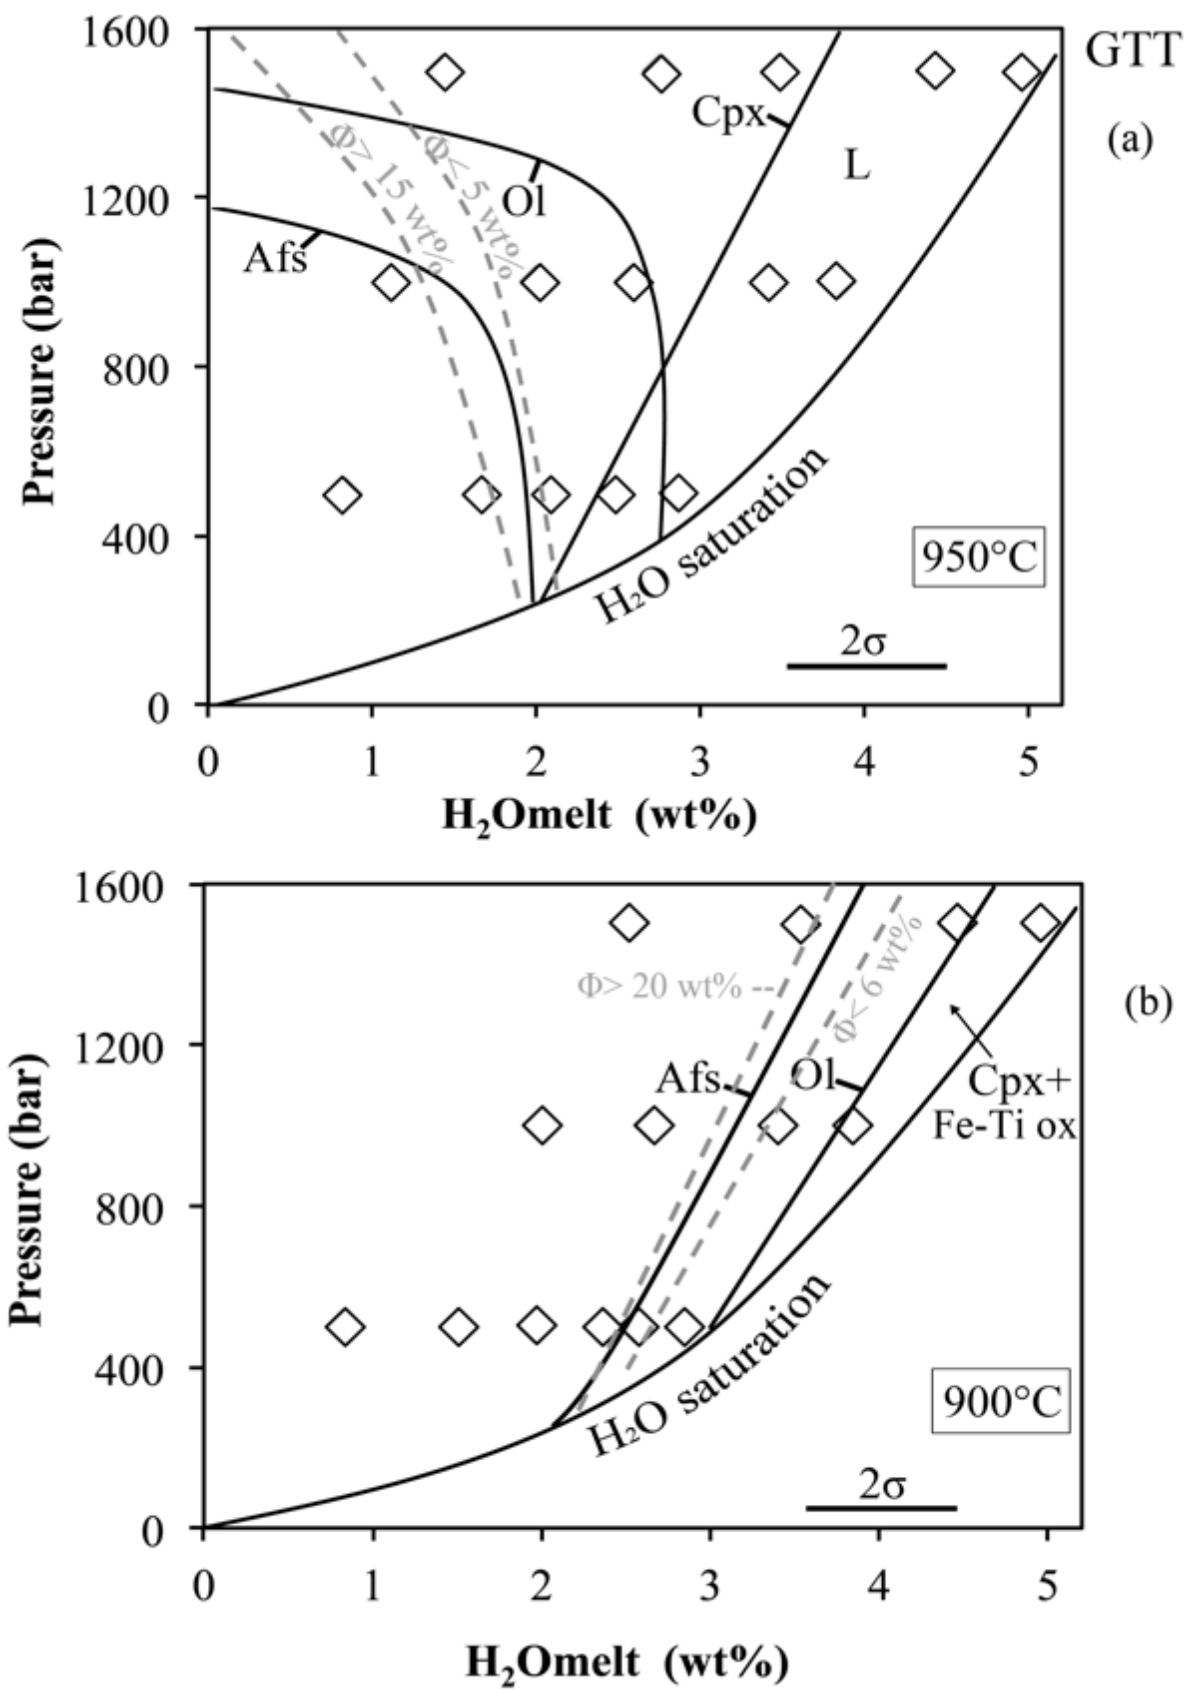 1600
GTT
Cpx
(a)
L
Φ> 15 wt%
Φ< 5 wt%
Ol
1200
Afs
800
Pressure (bar)
H₂O saturation
400
950°C
2σ
0
0 1 2 3 4 5
H₂Omelt (wt%)
1600
Φ> 20 wt%
Φ< 6 wt%
(b)
1200
Afs
Ol
Cpx+
Fe-Ti ox
800
Pressure (bar)
H₂O saturation
400
900°C
2σ
0
0 1 2 3 4 5
H₂Omelt (wt%)